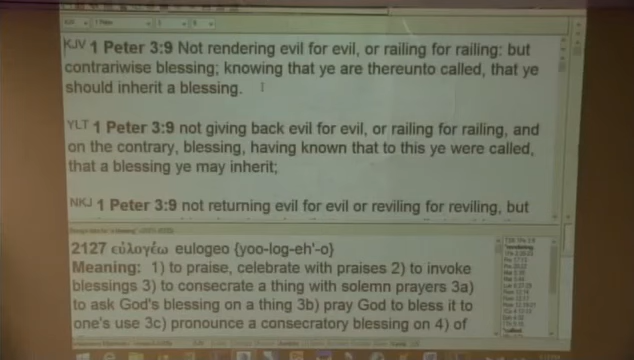 KJV 1 Peter 3:9 Not rendering evil for evil, or railing for railing: but
contrariwise blessing; knowing that ye are thereunto called, that ye
should inherit a blessing.
YLT 1 Peter 3:9 not giving back evil for evil, or railing for railing, and
on the contrary, blessing, having known that to this ye were called,
that a blessing ye may inherit;
NKJ 1 Peter 3:9 not returning evil for evil or reviling for reviling, but
2127 εὐλογέω eulogeo {yoo-log-eh'-o}
Meaning: 1) to praise, celebrate with praises 2) to invoke
blessings 3) to consecrate a thing with solemn prayers 3a)
to ask God's blessing on a thing 3b) pray God to bless it to
one's use 3c) pronounce a consecratory blessing on 4) of